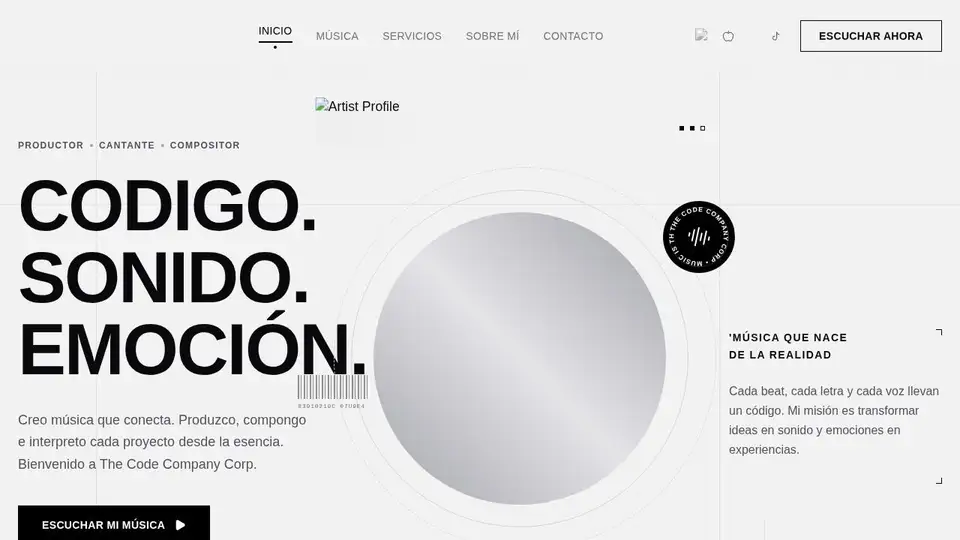 INICIO
MÚSICA
SERVICIOS
SOBRE MÍ
CONTACTO
ESCUCHAR AHORA
Artist Profile
PRODUCTOR • CANTANTE • COMPOSITOR
CODIGO.
SONIDO.
EMOCIÓN.
THE CODE COMPANY CORP • MUSIC IS TH
'MÚSICA QUE NACE
DE LA REALIDAD
Cada beat, cada letra y cada voz llevan
un código. Mi misión es transformar
ideas en sonido y emociones en
experiencias.
Creo música que conecta. Produzco, compongo
e interpreto cada proyecto desde la esencia.
Bienvenido a The Code Company Corp.
ESCUCHAR MI MÚSICA